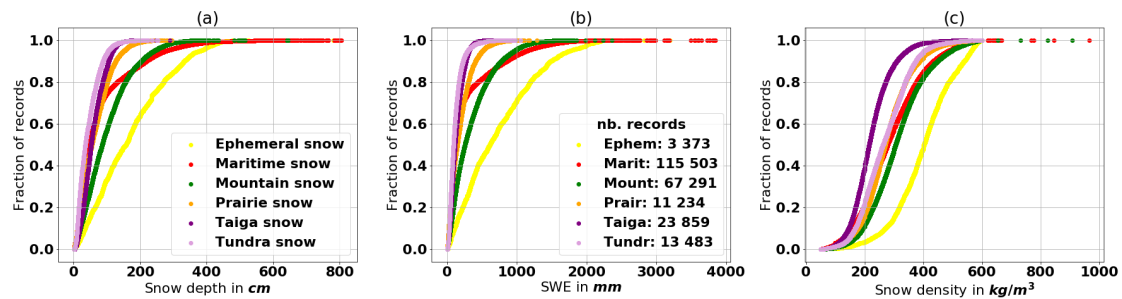 (a)
1.0
0.8
0.6
0.4
0.2
0.0
Fraction of records
Ephemeral snow
Maritime snow
Mountain snow
Prairie snow
Taiga snow
Tundra snow
0 200 400 600 800
Snow depth in cm
(b)
1.0
0.8
0.6
0.4
0.2
0.0
Fraction of records
nb. records
Ephem: 3 373
Marit: 115 503
Mount: 67 291
Prair: 11 234
Taiga: 23 859
Tundr: 13 483
0 1000 2000 3000 4000
SWE in mm
(c)
1.0
0.8
0.6
0.4
0.2
0.0
Fraction of records
0 200 400 600 800 1000
Snow density in kg/m³